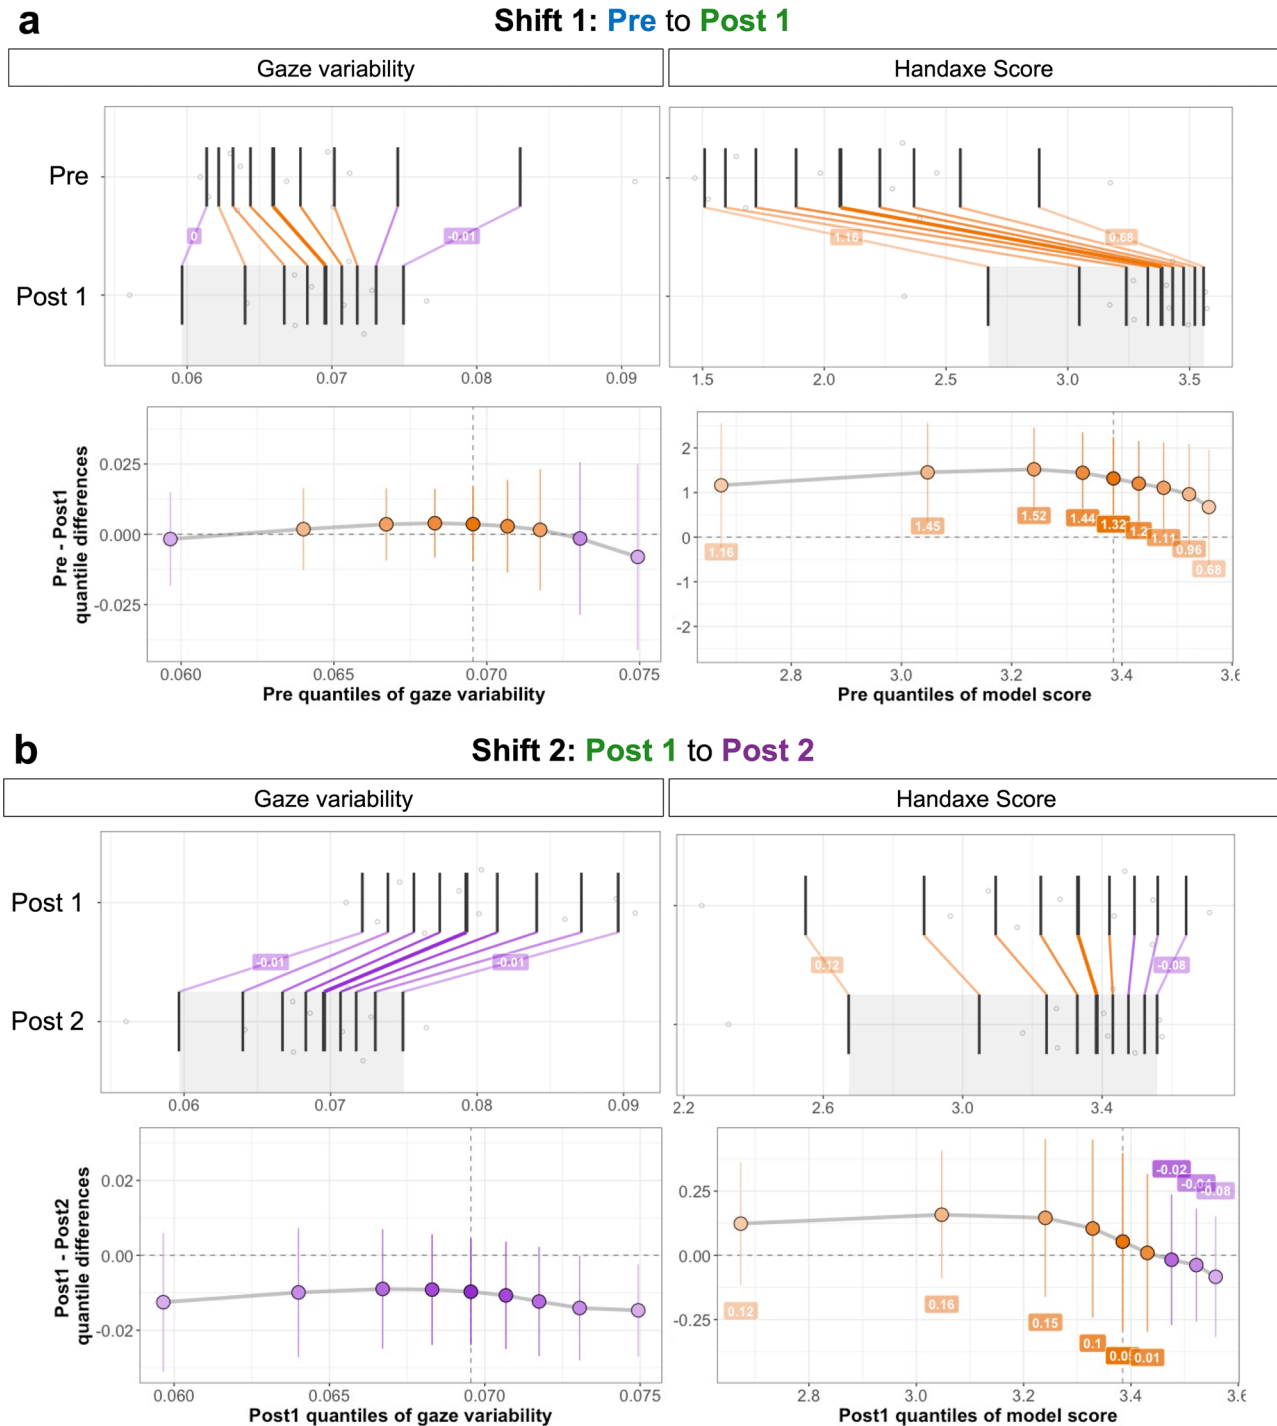 a
Shift 1: Pre to Post 1
Gaze variability
Handaxe Score
Pre
Post 1
0
-0.01
0.06 0.07 0.08 0.09
1.16
0.68
1.5 2.0 2.5 3.0 3.5
Pre - Post1
quantile differences
0.025
0.000
-0.025
0.060 0.065 0.070 0.075
Pre quantiles of gaze variability
2
1
0
-1
-2
1.16 1.45 1.52 1.44 1.32 1.2 1.11 0.96 0.68
2.8 3.0 3.2 3.4 3.6
Pre quantiles of model score
b
Shift 2: Post 1 to Post 2
Gaze variability
Handaxe Score
Post 1
Post 2
-0.01
-0.01
0.06 0.07 0.08 0.09
0.12
-0.08
2.2 2.6 3.0 3.4
Post1 - Post2
quantile differences
0.02
0.00
-0.02
0.060 0.065 0.070 0.075
Post1 quantiles of gaze variability
0.25
0.00
-0.25
0.12 0.16 0.15 0.1 0.01 -0.02 -0.08
2.8 3.0 3.2 3.4 3.6
Post1 quantiles of model score